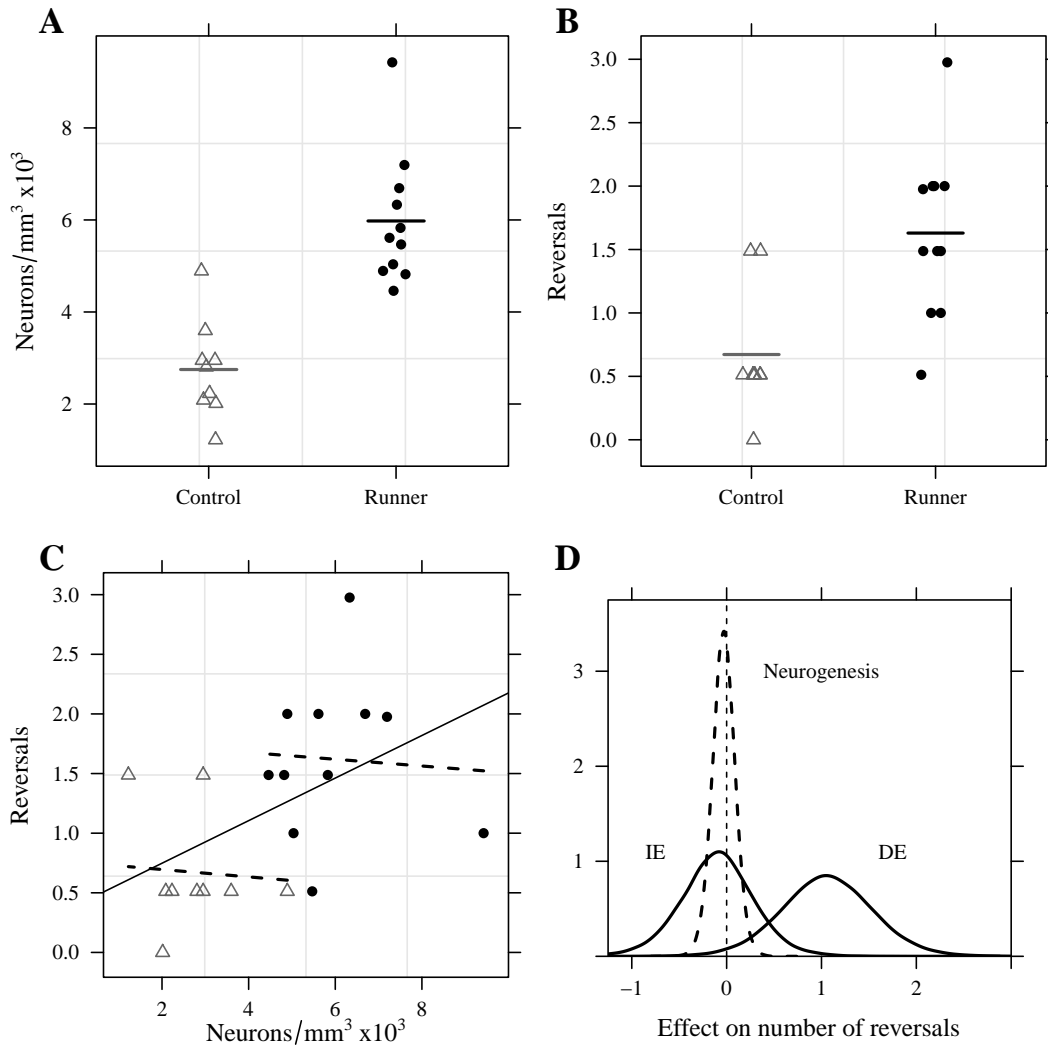 A
Neurons/mm³ x10³
8
6
4
2
Control Runner
B
Reversals
3.0
2.5
2.0
1.5
1.0
0.5
0.0
Control Runner
C
Reversals
3.0
2.5
2.0
1.5
1.0
0.5
0.0
2 4 6 8
Neurons/mm³ x10³
D
3
2
1
Neurogenesis
IE DE
−1 0 1 2
Effect on number of reversals